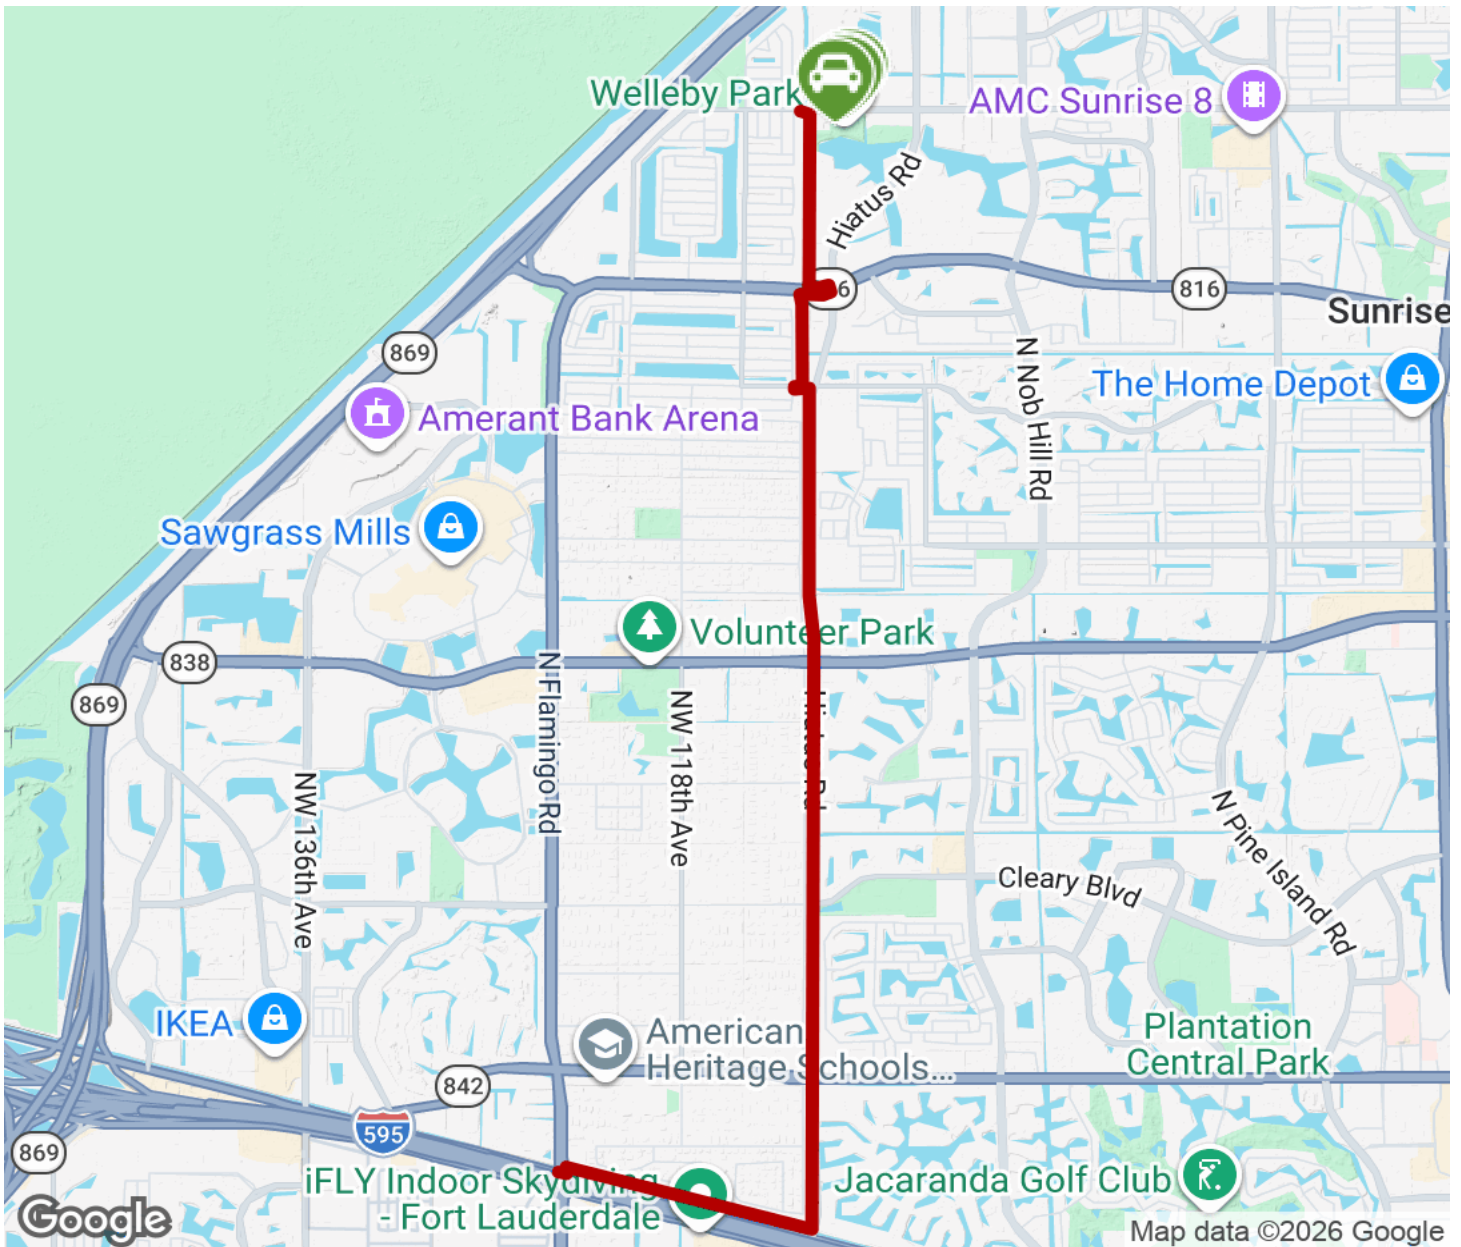 Welleby Park
AMC Sunrise 8
Hiatus Rd
816
Sunrise
869
N Nob Hill Rd
The Home Depot
Amerant Bank Arena
Sawgrass Mills
Volunteer Park
838
869
N Flamingo Rd
NW 118th Ave
Hiatus Rd
NW 136th Ave
N Pine Island Rd
Cleary Blvd
IKEA
American
Heritage Schools...
Plantation
Central Park
842
595
869
iFLY Indoor Skydiving
- Fort Lauderdale
Jacaranda Golf Club
Google
Map data ©2026 Google